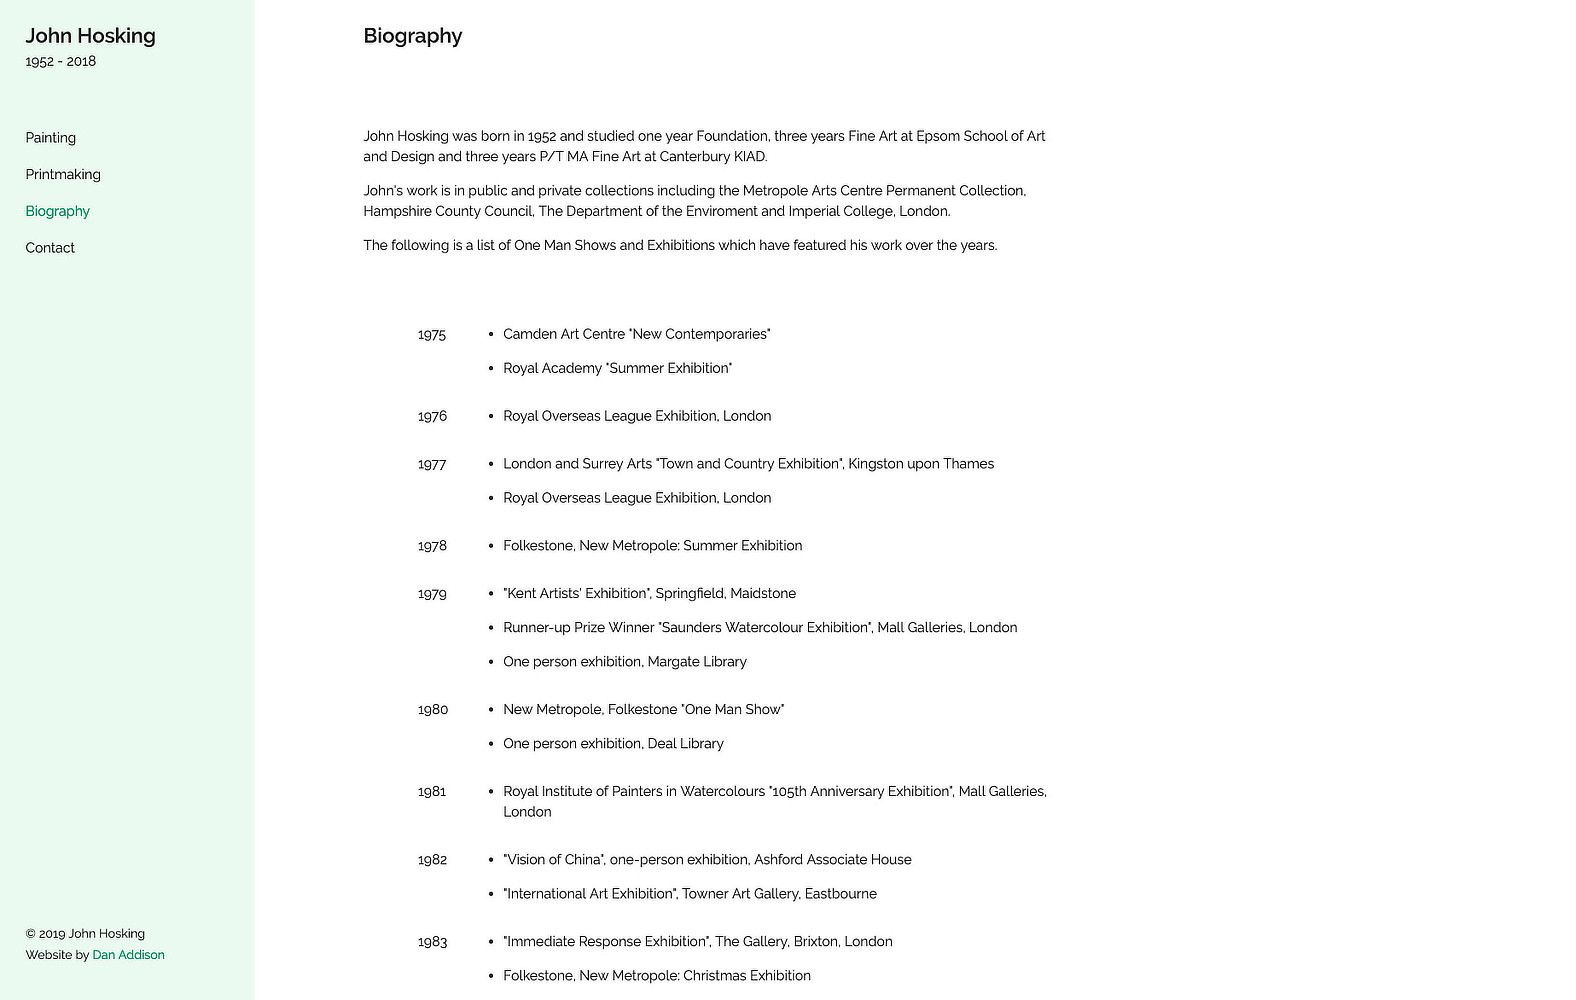 John Hosking
1952 - 2018
Painting
Printmaking
Biography
Contact
© 2019 John Hosking
Website by Dan Addison
Biography
John Hosking was born in 1952 and studied one year Foundation, three years Fine Art at Epsom School of Art
and Design and three years P/T MA Fine Art at Canterbury KIAD.
John's work is in public and private collections including the Metropole Arts Centre Permanent Collection,
Hampshire County Council, The Department of the Enviroment and Imperial College, London.
The following is a list of One Man Shows and Exhibitions which have featured his work over the years.
1975 • Camden Art Centre "New Contemporaries"
• Royal Academy "Summer Exhibition"
1976 • Royal Overseas League Exhibition, London
1977 • London and Surrey Arts "Town and Country Exhibition", Kingston upon Thames
• Royal Overseas League Exhibition, London
1978 • Folkestone, New Metropole: Summer Exhibition
1979 • "Kent Artists' Exhibition", Springfield, Maidstone
• Runner-up Prize Winner "Saunders Watercolour Exhibition", Mall Galleries, London
• One person exhibition, Margate Library
1980 • New Metropole, Folkestone "One Man Show"
• One person exhibition, Deal Library
1981 • Royal Institute of Painters in Watercolours "105th Anniversary Exhibition", Mall Galleries,
London
1982 • "Vision of China", one-person exhibition, Ashford Associate House
• "International Art Exhibition", Towner Art Gallery, Eastbourne
1983 • "Immediate Response Exhibition", The Gallery, Brixton, London
• Folkestone, New Metropole: Christmas Exhibition